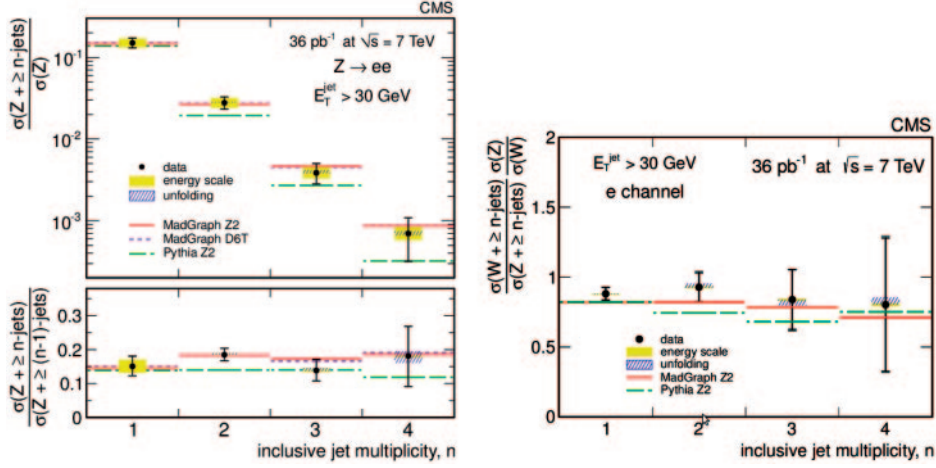 CMS
36 pb⁻¹ at √s = 7 TeV
Z → ee
E_T^jet > 30 GeV
σ(Z + ≥ n-jets)
σ(Z)
10⁻¹
10⁻²
10⁻³
data
energy scale
unfolding
MadGraph Z2
MadGraph D6T
Pythia Z2
σ(Z + ≥ n-jets)
σ(Z + ≥ (n-1)-jets)
0.3
0.2
0.1
0
1 2 3 4
inclusive jet multiplicity, n
CMS
E_T^jet > 30 GeV 36 pb⁻¹ at √s = 7 TeV
e channel
σ(W + ≥ n-jets) σ(Z)
σ(Z + ≥ n-jets) σ(W)
2
1.5
1
0.5
0
data
energy scale
unfolding
MadGraph Z2
Pythia Z2
1 2 3 4
inclusive jet multiplicity, n